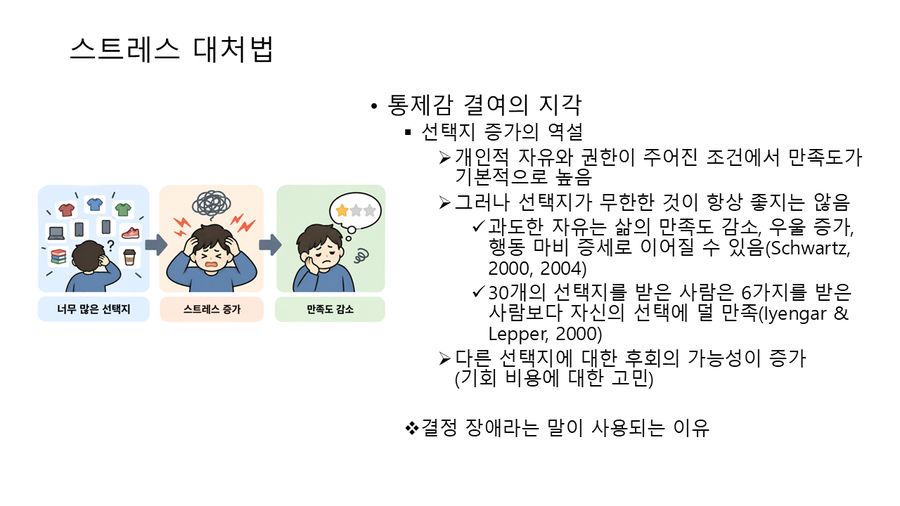 스트레스 대처법
• 통제감 결여의 지각
▪ 선택지 증가의 역설
➢개인적 자유와 권한이 주어진 조건에서 만족도가
기본적으로 높음
➢그러나 선택지가 무한한 것이 항상 좋지는 않음
✓과도한 자유는 삶의 만족도 감소, 우울 증가,
행동 마비 증세로 이어질 수 있음(Schwartz,
2000, 2004)
✓30개의 선택지를 받은 사람은 6가지를 받은
사람보다 자신의 선택에 덜 만족(Iyengar &
Lepper, 2000)
➢다른 선택지에 대한 후회의 가능성이 증가
(기회 비용에 대한 고민)
❖결정 장애라는 말이 사용되는 이유
?
너무 많은 선택지
스트레스 증가
만족도 감소